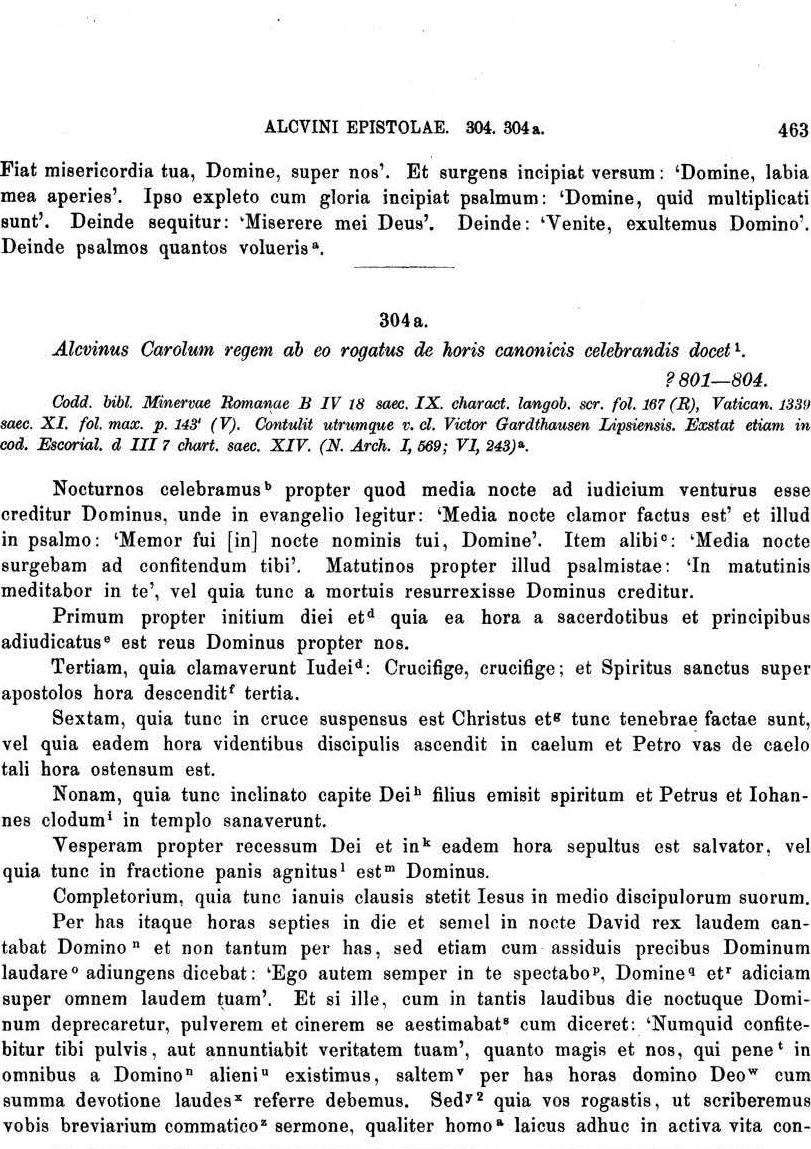 ALCVINI EPISTOLAE. 304. 304a. 463
Fiat misericordia tua, Domine, super nos’. Et surgens incipiat versum: ‘Domine, labia
mea aperies’. Ipso expleto cum gloria incipiat psalmum: ‘Domine, quid multiplicati
sunt’. Deinde sequitur: ‘Miserere mei Deus’. Deinde: ‘Venite, exultemus Domino’.
Deinde psalmos quantos volueris ᵃ.
304a.
Alcvinus Carolum regem ab eo rogatus de horis canonicis celebrandis docet ¹.
? 801—804.
Codd. bibl. Minervae Romanae B IV 18 saec. IX. charact. langob. scr. fol. 167 (R), Vatican. 1339
saec. XI. fol. max. p. 143' (V). Contulit utrumque v. cl. Victor Gardthausen Lipsiensis. Exstat etiam in
cod. Escorial. d III 7 chart. saec. XIV. (N. Arch. I, 569; VI, 243)ᵃ.
Nocturnos celebramus ᵇ propter quod media nocte ad iudicium venturus esse
creditur Dominus, unde in evangelio legitur: ‘Media nocte clamor factus est’ et illud
in psalmo: ‘Memor fui [in] nocte nominis tui, Domine’. Item alibi ᶜ: ‘Media nocte
surgebam ad confitendum tibi’. Matutinos propter illud psalmistae: ‘In matutinis
meditabor in te’, vel quia tunc a mortuis resurrexisse Dominus creditur.
Primum propter initium diei et ᵈ quia ea hora a sacerdotibus et principibus
adiudicatus ᵉ est reus Dominus propter nos.
Tertiam, quia clamaverunt Iudei ᵈ: Crucifige, crucifige; et Spiritus sanctus super
apostolos hora descendit ᶠ tertia.
Sextam, quia tunc in cruce suspensus est Christus et ᵍ tunc tenebrae factae sunt,
vel quia eadem hora videntibus discipulis ascendit in caelum et Petro vas de caelo
tali hora ostensum est.
Nonam, quia tunc inclinato capite Dei ʰ filius emisit spiritum et Petrus et Iohan-
nes clodum ⁱ in templo sanaverunt.
Vesperam propter recessum Dei et in ᵏ eadem hora sepultus est salvator, vel
quia tunc in fractione panis agnitus ˡ est ᵐ Dominus.
Completorium, quia tunc ianuis clausis stetit Iesus in medio discipulorum suorum.
Per has itaque horas septies in die et semel in nocte David rex laudem can-
tabat Domino ⁿ et non tantum per has, sed etiam cum assiduis precibus Dominum
laudare ᵒ adiungens dicebat: ‘Ego autem semper in te spectabo ᵖ, Domine ᑫ et ʳ adiciam
super omnem laudem tuam’. Et si ille, cum in tantis laudibus die noctuque Domi-
num deprecaretur, pulverem et cinerem se aestimabat ˢ cum diceret: ‘Numquid confite-
bitur tibi pulvis, aut annuntiabit veritatem tuam’, quanto magis et nos, qui pene ᵗ in
omnibus a Domino ⁿ alieni ᵘ existimus, saltem ᵛ per has horas domino Deo ʷ cum
summa devotione laudes ˣ referre debemus. Sed ʸ ² quia vos rogastis, ut scriberemus
vobis breviarium commatico ᶻ sermone, qualiter homo ᵃ laicus adhuc in activa vita con-